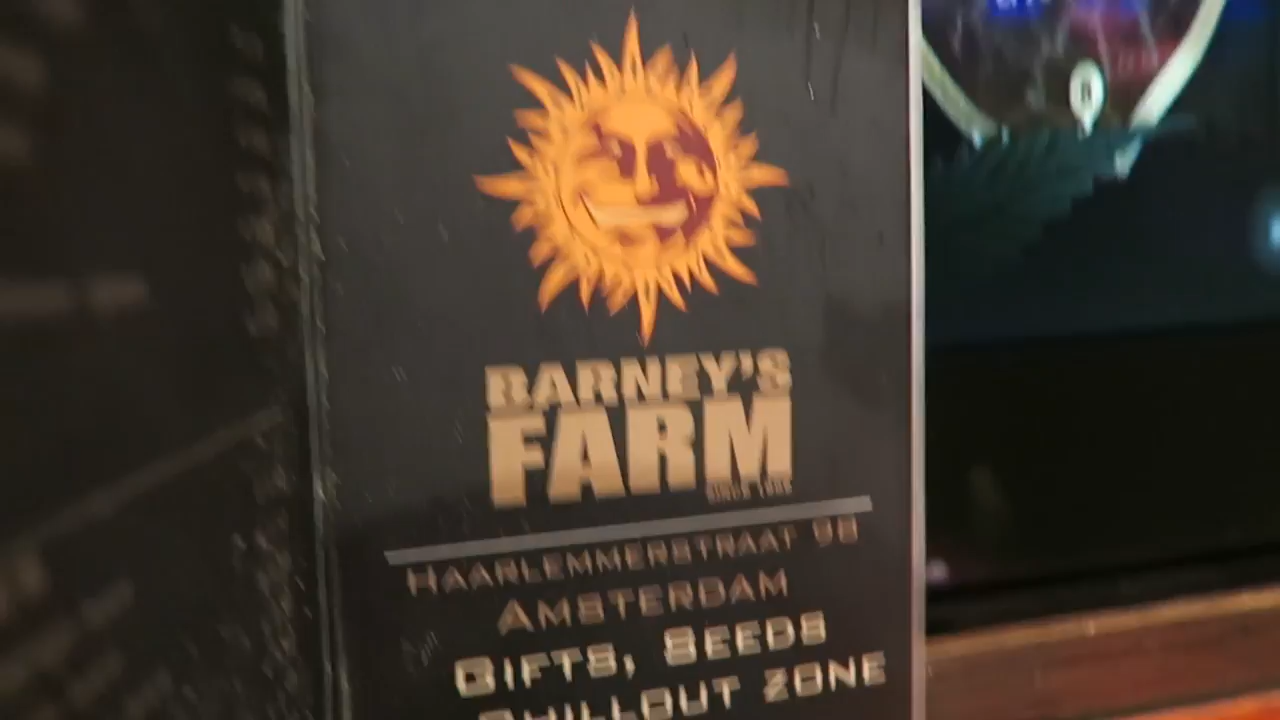 BARNEY'S
FARM
HAARLEMMERSTRAAT 98
AMSTERDAM
GIFTS, SEEDS
CHILLOUT ZONE